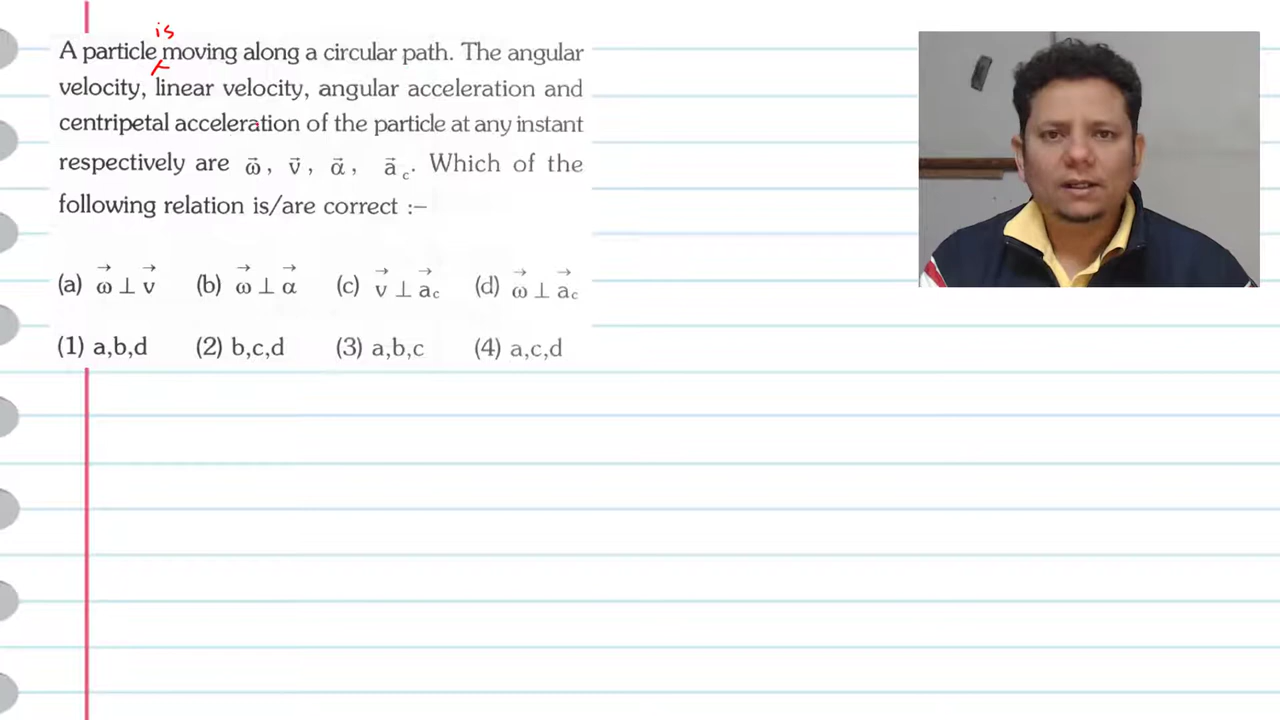 is
A particle moving along a circular path. The angular
velocity, linear velocity, angular acceleration and
centripetal acceleration of the particle at any instant
respectively are ω⃗, v⃗, α⃗, a⃗c. Which of the
following relation is/are correct :–
(a) ω⃗ ⊥ v⃗ (b) ω⃗ ⊥ α⃗ (c) v⃗ ⊥ a⃗c (d) ω⃗ ⊥ a⃗c
(1) a,b,d (2) b,c,d (3) a,b,c (4) a,c,d